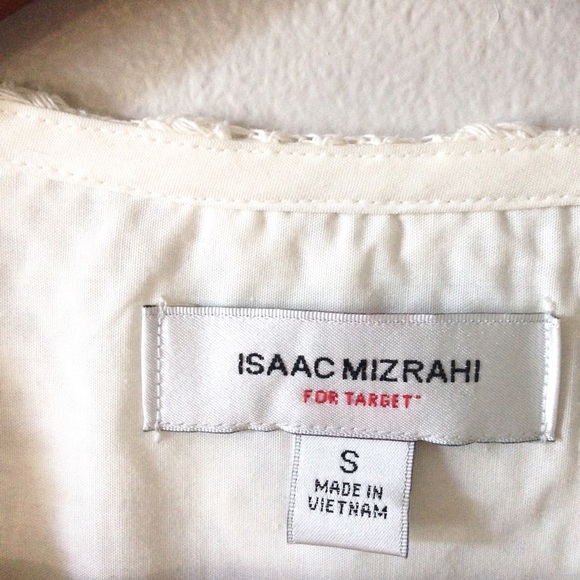 ISAAC MIZRAHI
FOR TARGET
S
MADE IN
VIETNAM